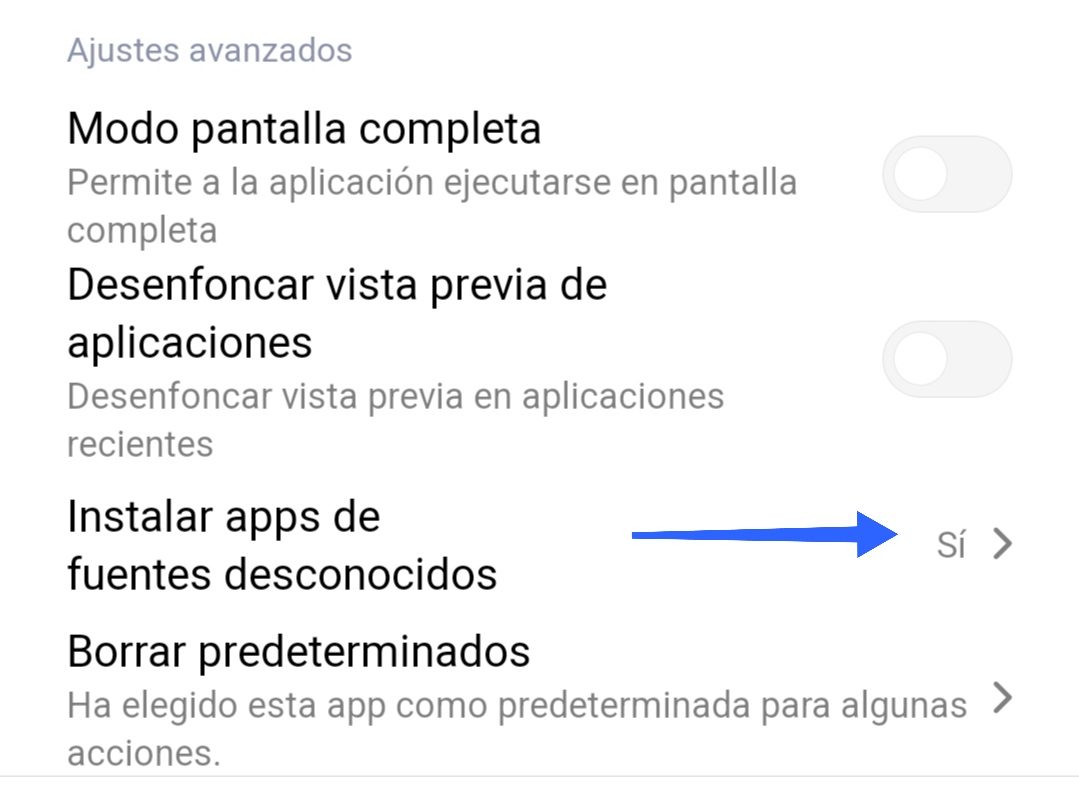 Ajustes avanzados
Modo pantalla completa
Permite a la aplicación ejecutarse en pantalla
completa
Desenfoncar vista previa de
aplicaciones
Desenfoncar vista previa en aplicaciones
recientes
Instalar apps de
fuentes desconocidos
Sí
Borrar predeterminados
Ha elegido esta app como predeterminada para algunas
acciones.